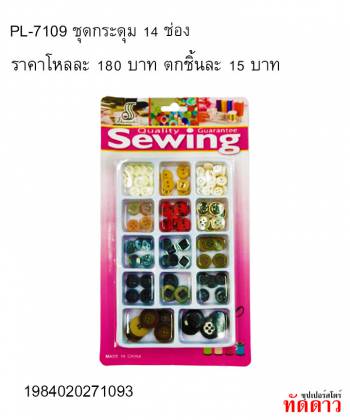 PL-7109 ชุดกระดุม 14 ช่อง
ราคาโหลละ 180 บาท ตกชิ้นละ 15 บาท
Quality Guarantee
Sewing
MADE IN CHINA
1984020271093
ซุปเปอร์สโตร์
ทัดดาว